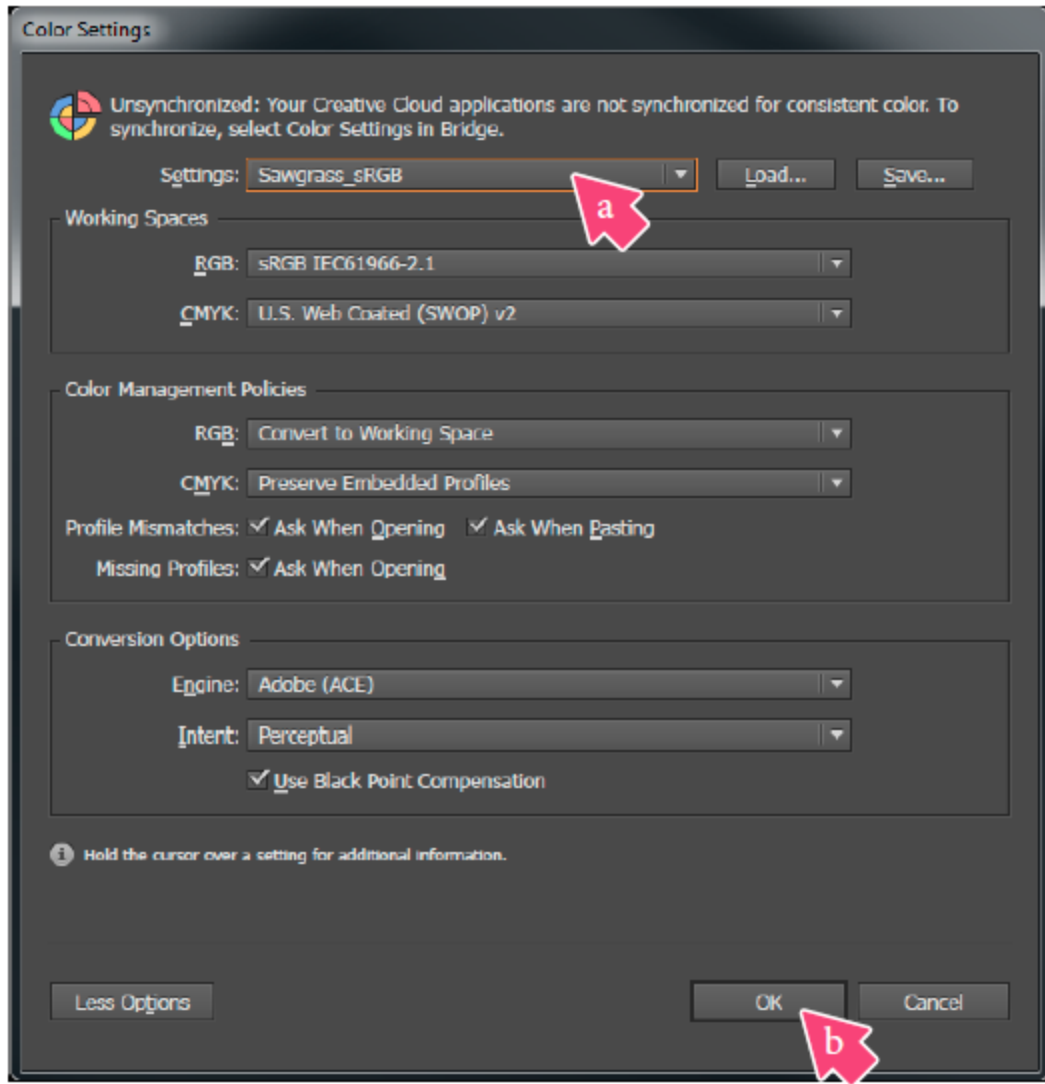 Color Settings
Unsynchronized: Your Creative Cloud applications are not synchronized for consistent color. To
synchronize, select Color Settings in Bridge.
Settings: Sawgrass_sRGB Load... Save...
a
Working Spaces
RGB: sRGB IEC61966-2.1
CMYK: U.S. Web Coated (SWOP) v2
Color Management Policies
RGB: Convert to Working Space
CMYK: Preserve Embedded Profiles
Profile Mismatches: Ask When Opening Ask When Pasting
Missing Profiles: Ask When Opening
Conversion Options
Engine: Adobe (ACE)
Intent: Perceptual
Use Black Point Compensation
Hold the cursor over a setting for additional information.
Less Options OK Cancel
b